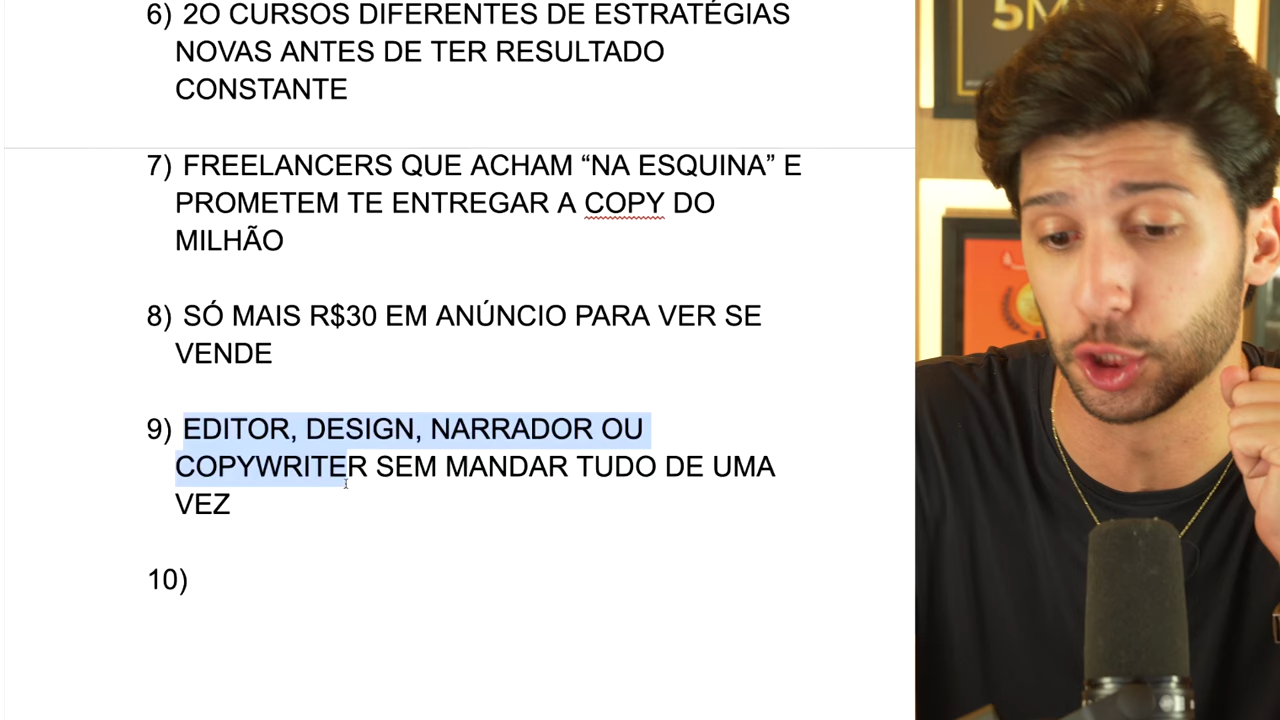 6) 2O CURSOS DIFERENTES DE ESTRATÉGIAS
NOVAS ANTES DE TER RESULTADO
CONSTANTE
7) FREELANCERS QUE ACHAM “NA ESQUINA” E
PROMETEM TE ENTREGAR A COPY DO
MILHÃO
8) SÓ MAIS R$30 EM ANÚNCIO PARA VER SE
VENDE
9) EDITOR, DESIGN, NARRADOR OU
COPYWRITER SEM MANDAR TUDO DE UMA
VEZ
10)